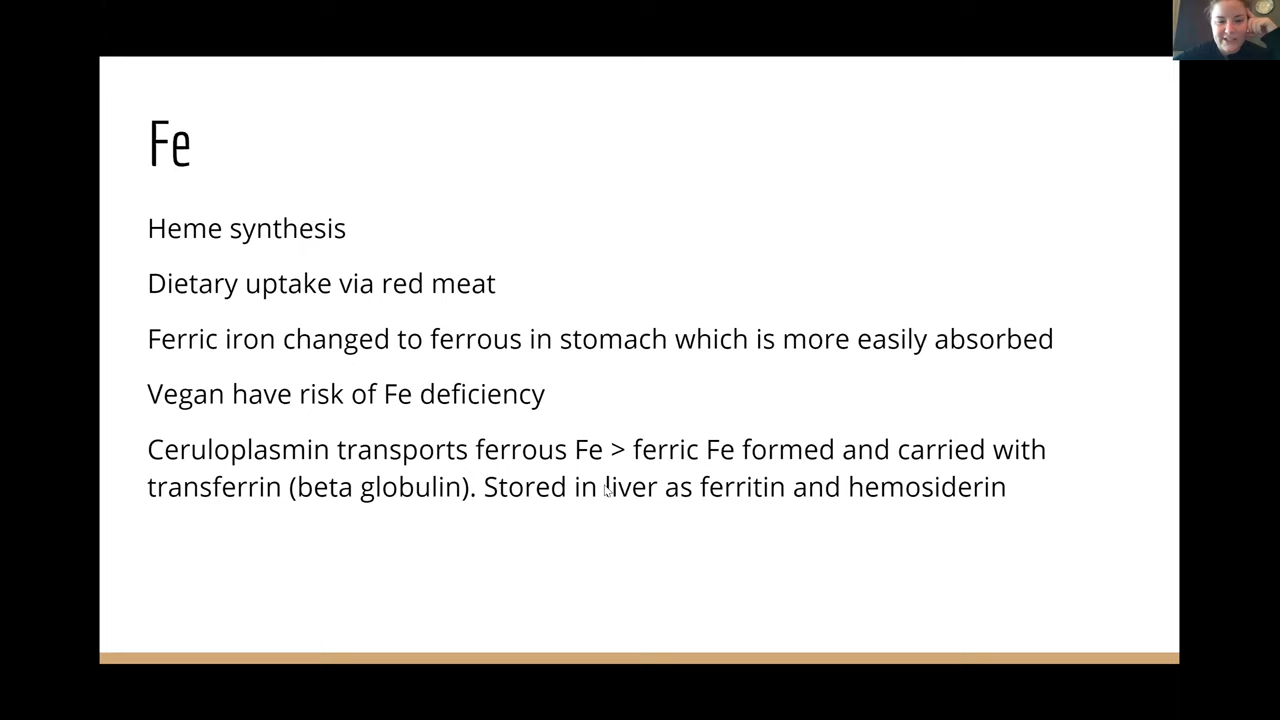 Fe
Heme synthesis
Dietary uptake via red meat
Ferric iron changed to ferrous in stomach which is more easily absorbed
Vegan have risk of Fe deficiency
Ceruloplasmin transports ferrous Fe > ferric Fe formed and carried with
transferrin (beta globulin). Stored in liver as ferritin and hemosiderin